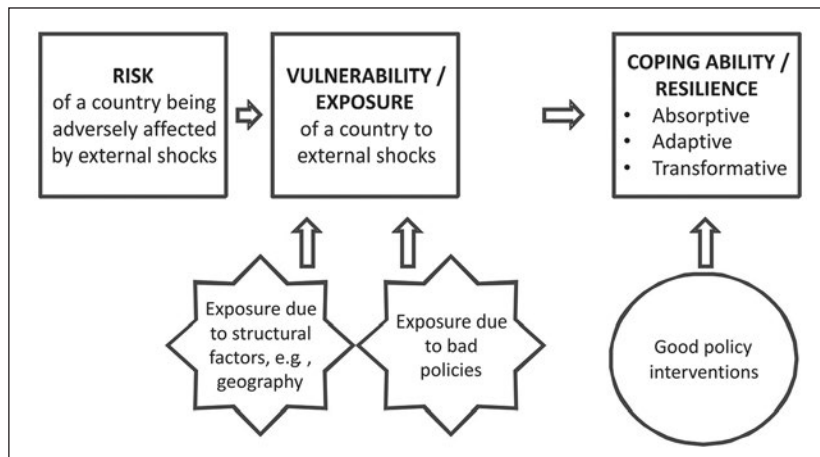 RISK
of a country being
adversely affected
by external shocks
VULNERABILITY /
EXPOSURE
of a country to
external shocks
COPING ABILITY /
RESILIENCE
• Absorptive
• Adaptive
• Transformative
Exposure due
to structural
factors, e.g. ,
geography
Exposure due
to bad
policies
Good policy
interventions